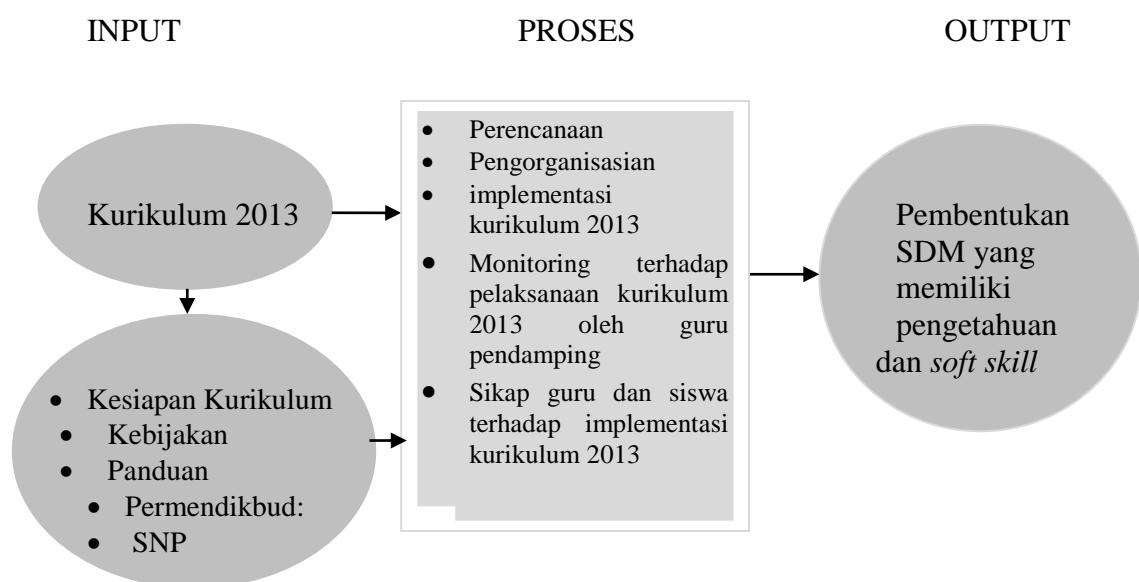 INPUT
PROSES
OUTPUT
Kurikulum 2013
• Kesiapan Kurikulum
• Kebijakan
• Panduan
• Permendikbud:
• SNP
• Perencanaan
• Pengorganisasian
• implementasi
kurikulum 2013
• Monitoring terhadap
pelaksanaan kurikulum
2013 oleh guru
pendamping
• Sikap guru dan siswa
terhadap implementasi
kurikulum 2013
Pembentukan
SDM yang
memiliki
pengetahuan
dan soft skill